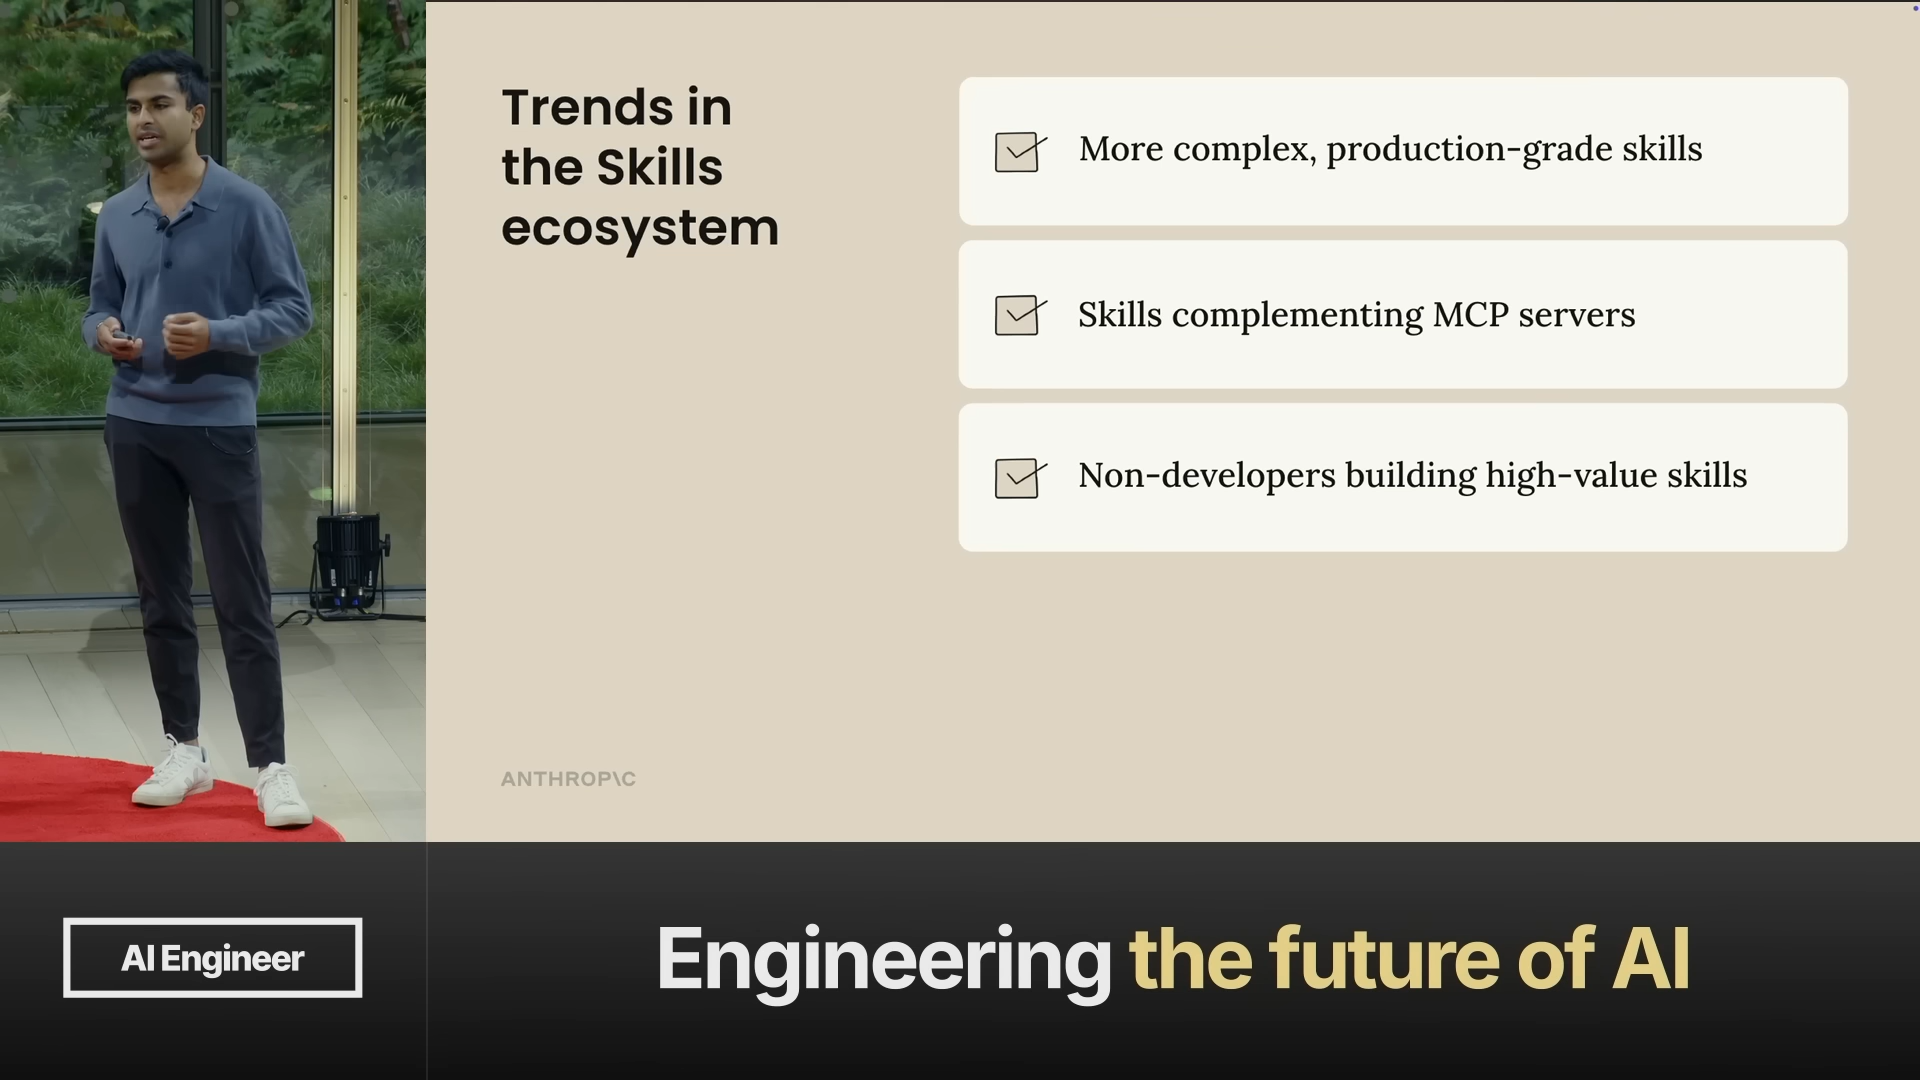 Trends in
the Skills
ecosystem
More complex, production-grade skills
Skills complementing MCP servers
Non-developers building high-value skills
ANTHROP\C
AI Engineer
Engineering the future of AI